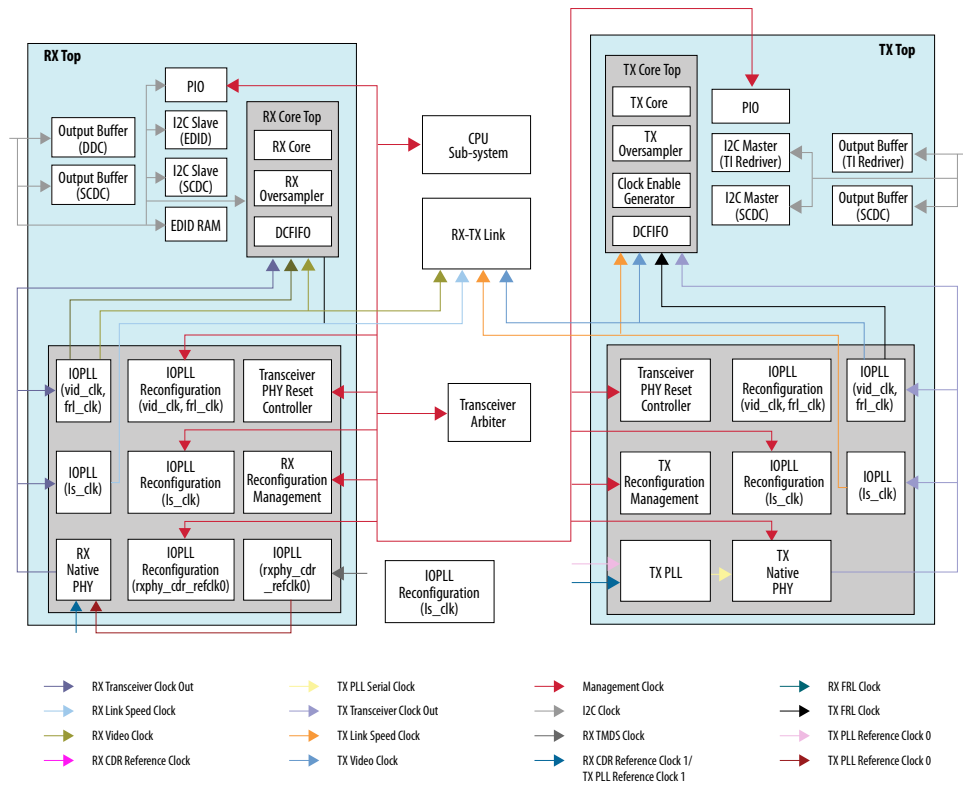 RX Top
PIO
Output Buffer
(DDC)
Output Buffer
(SCDC)
I2C Slave
(EDID)
I2C Slave
(SCDC)
EDID RAM
RX Core Top
RX Core
RX
Oversampler
DCFIFO
CPU
Sub-system
RX-TX Link
Transceiver
Arbiter
IOPLL
Reconfiguration
(ls_clk)
IOPLL
(vid_clk,
frl_clk)
IOPLL
Reconfiguration
(vid_clk, frl_clk)
Transceiver
PHY Reset
Controller
IOPLL
(ls_clk)
IOPLL
Reconfiguration
(ls_clk)
RX
Reconfiguration
Management
RX
Native
PHY
IOPLL
Reconfiguration
(rxphy_cdr_refclk0)
IOPLL
(rxphy_cdr
_refclk0)
TX Top
TX Core Top
TX Core
TX
Oversampler
Clock Enable
Generator
DCFIFO
PIO
I2C Master
(TI Redriver)
I2C Master
(SCDC)
Output Buffer
(TI Redriver)
Output Buffer
(SCDC)
Transceiver
PHY Reset
Controller
IOPLL
Reconfiguration
(vid_clk, frl_clk)
IOPLL
(vid_clk,
frl_clk)
TX
Reconfiguration
Management
IOPLL
Reconfiguration
(ls_clk)
IOPLL
(ls_clk)
TX PLL
TX
Native
PHY
RX Transceiver Clock Out
RX Link Speed Clock
RX Video Clock
RX CDR Reference Clock
TX PLL Serial Clock
TX Transceiver Clock Out
TX Link Speed Clock
TX Video Clock
Management Clock
I2C Clock
RX TMDS Clock
RX CDR Reference Clock 1/
TX PLL Reference Clock 1
RX FRL Clock
TX FRL Clock
TX PLL Reference Clock 0
TX PLL Reference Clock 0